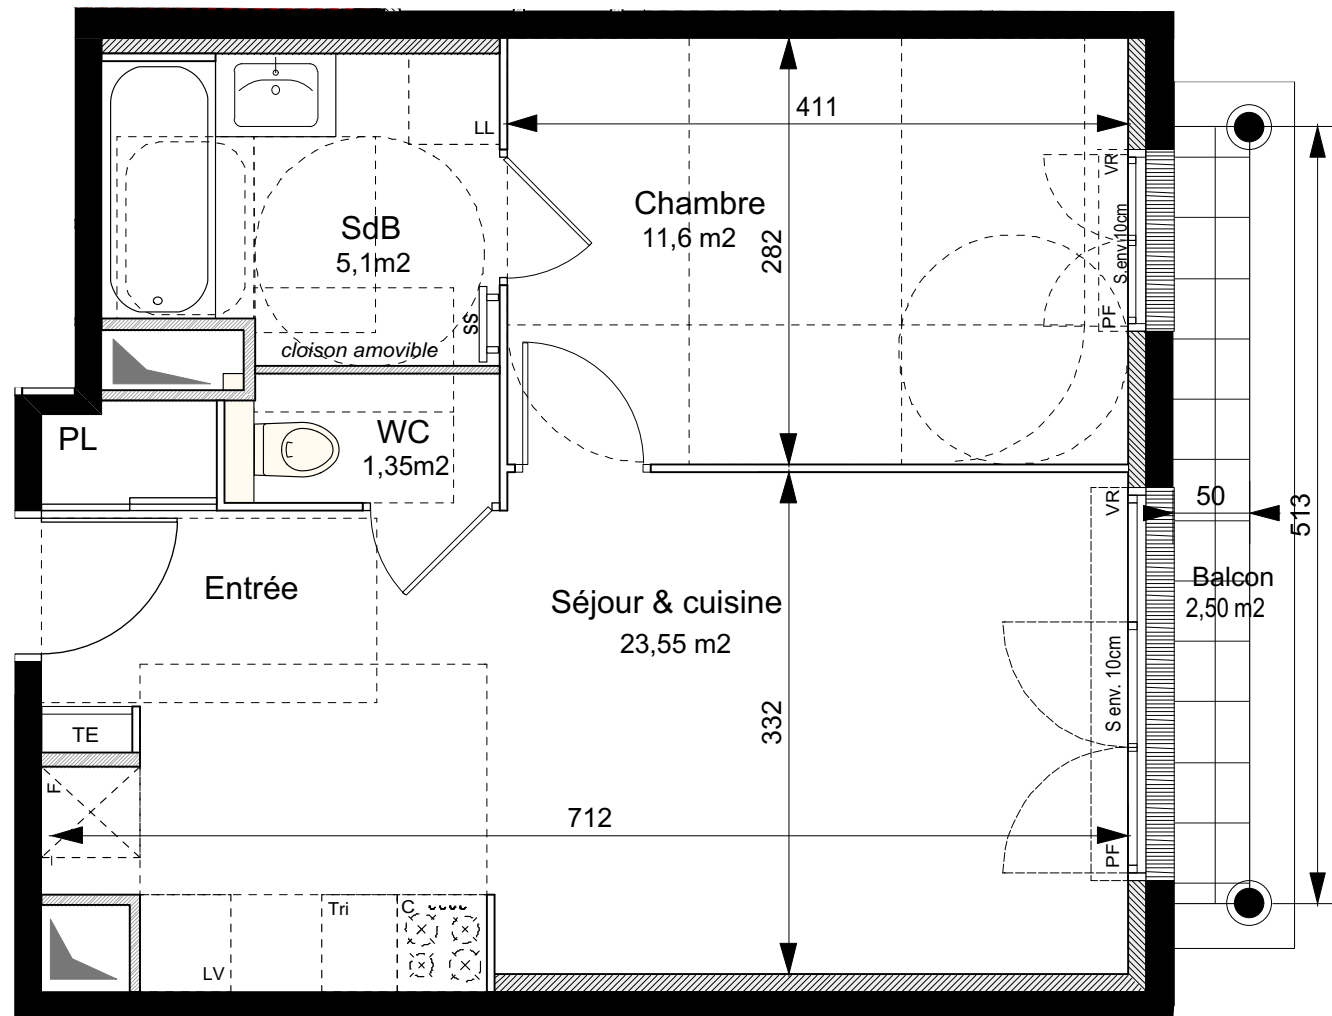 411
LL
VR
Chambre
11,6 m2
SdB
5,1m2
282
S.env.10cm
PF
SS
cloison amovible
PL
WC
1,35m2
VR
50
513
Entrée
Balcon
2,50 m2
Séjour & cuisine
23,55 m2
S env. 10cm
332
TE
F
712
PF
Tri
C
LV